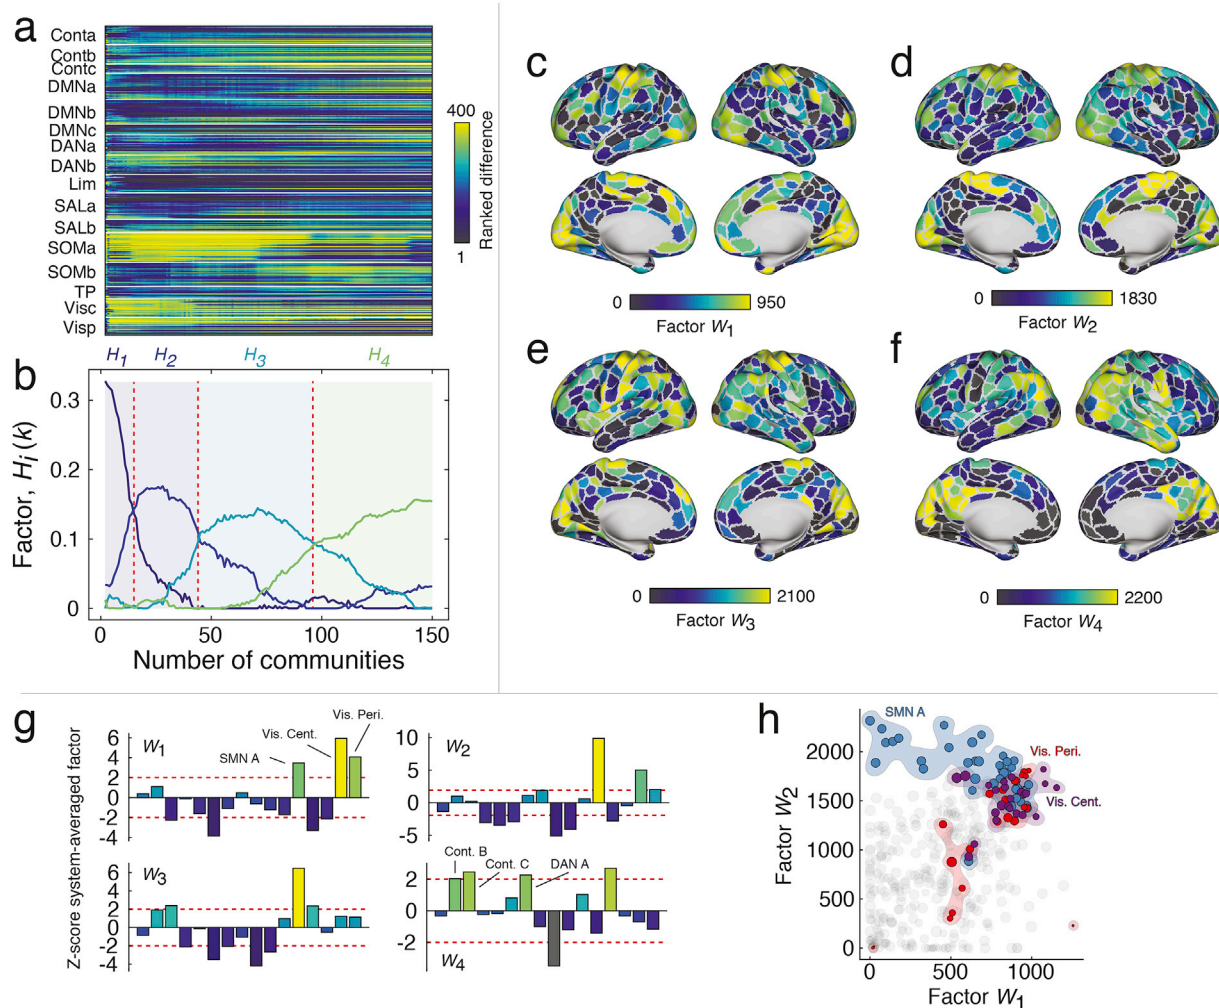 a
Conta
Contb
Contc
DMNa
DMNb
DMNc
DANa
DANb
Lim
SALa
SALb
SOMa
SOMb
TP
Visc
Visp
400
Ranked difference
1
b
H1 H2 H3 H4
Factor, Hi(k)
0.3
0.2
0.1
0
0 50 100 150
Number of communities
c
0 950
Factor W1
d
0 1830
Factor W2
e
0 2100
Factor W3
f
0 2200
Factor W4
g
Z-score system-averaged factor
W1
6
4
2
0
-2
-4
SMN A
Vis. Cent.
Vis. Peri.
W2
10
5
0
-5
W3
6
4
2
0
-2
-4
W4
2
0
-2
Cont. B
Cont. C
DAN A
h
SMN A
Vis. Peri.
Vis. Cent.
Factor W2
2000
1500
1000
500
0
0 500 1000
Factor W1